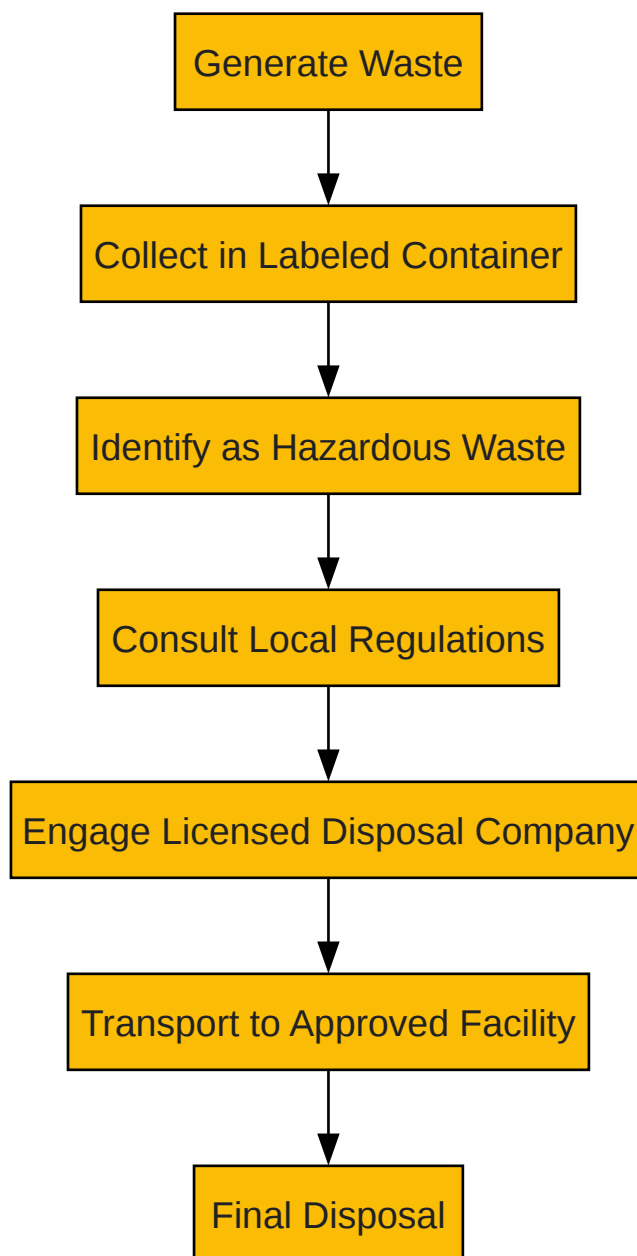 Generate Waste
Collect in Labeled Container
Identify as Hazardous Waste
Consult Local Regulations
Engage Licensed Disposal Company
Transport to Approved Facility
Final Disposal